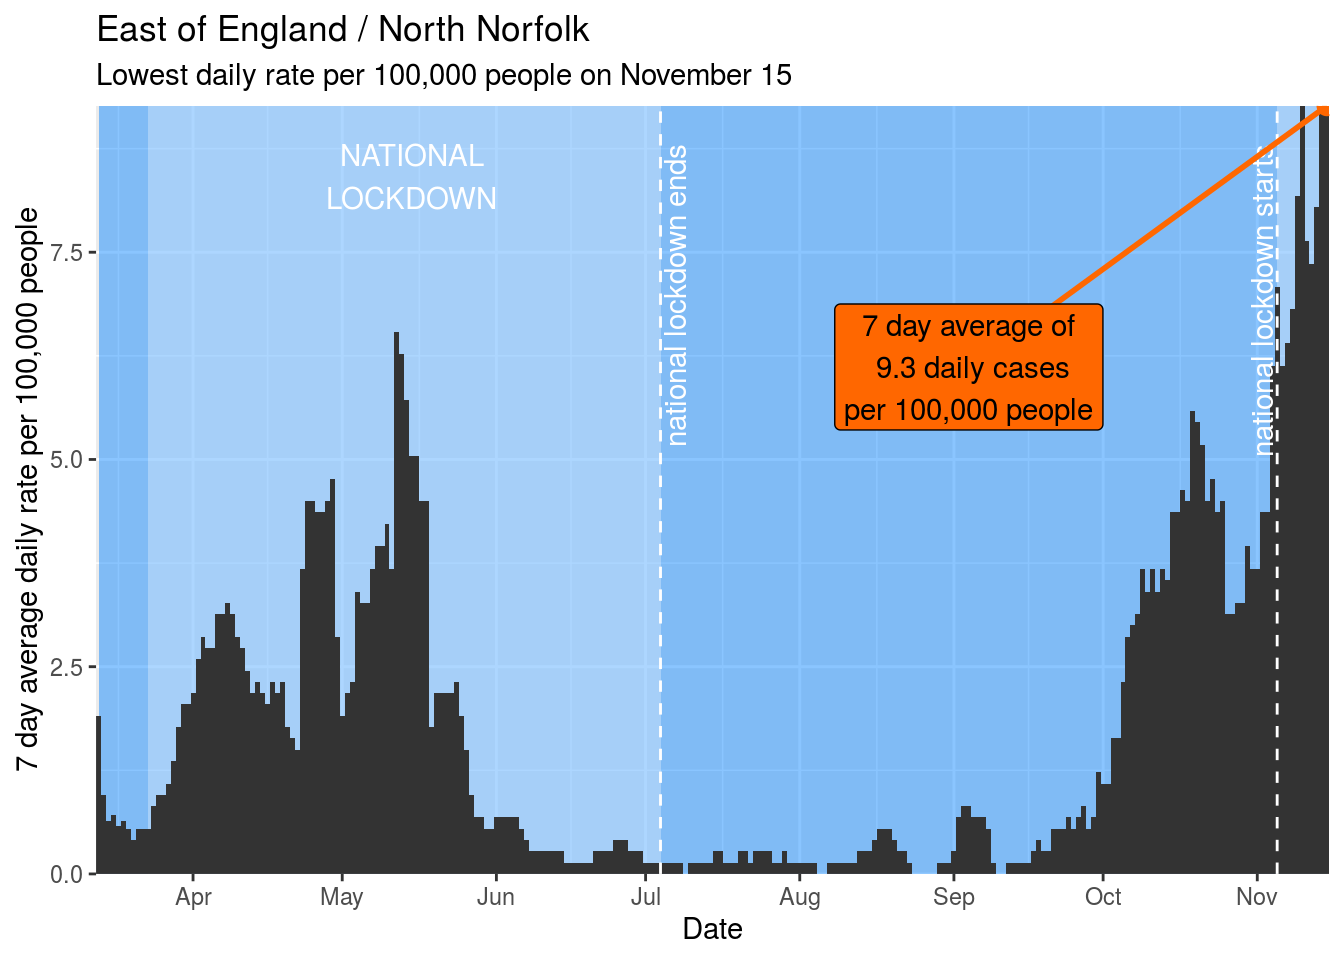 East of England / North Norfolk
Lowest daily rate per 100,000 people on November 15
NATIONAL
LOCKDOWN
national lockdown ends
national lockdown starts
7 day average of
9.3 daily cases
per 100,000 people
7 day average daily rate per 100,000 people
7.5
5.0
2.5
0.0
Apr May Jun Jul Aug Sep Oct Nov
Date